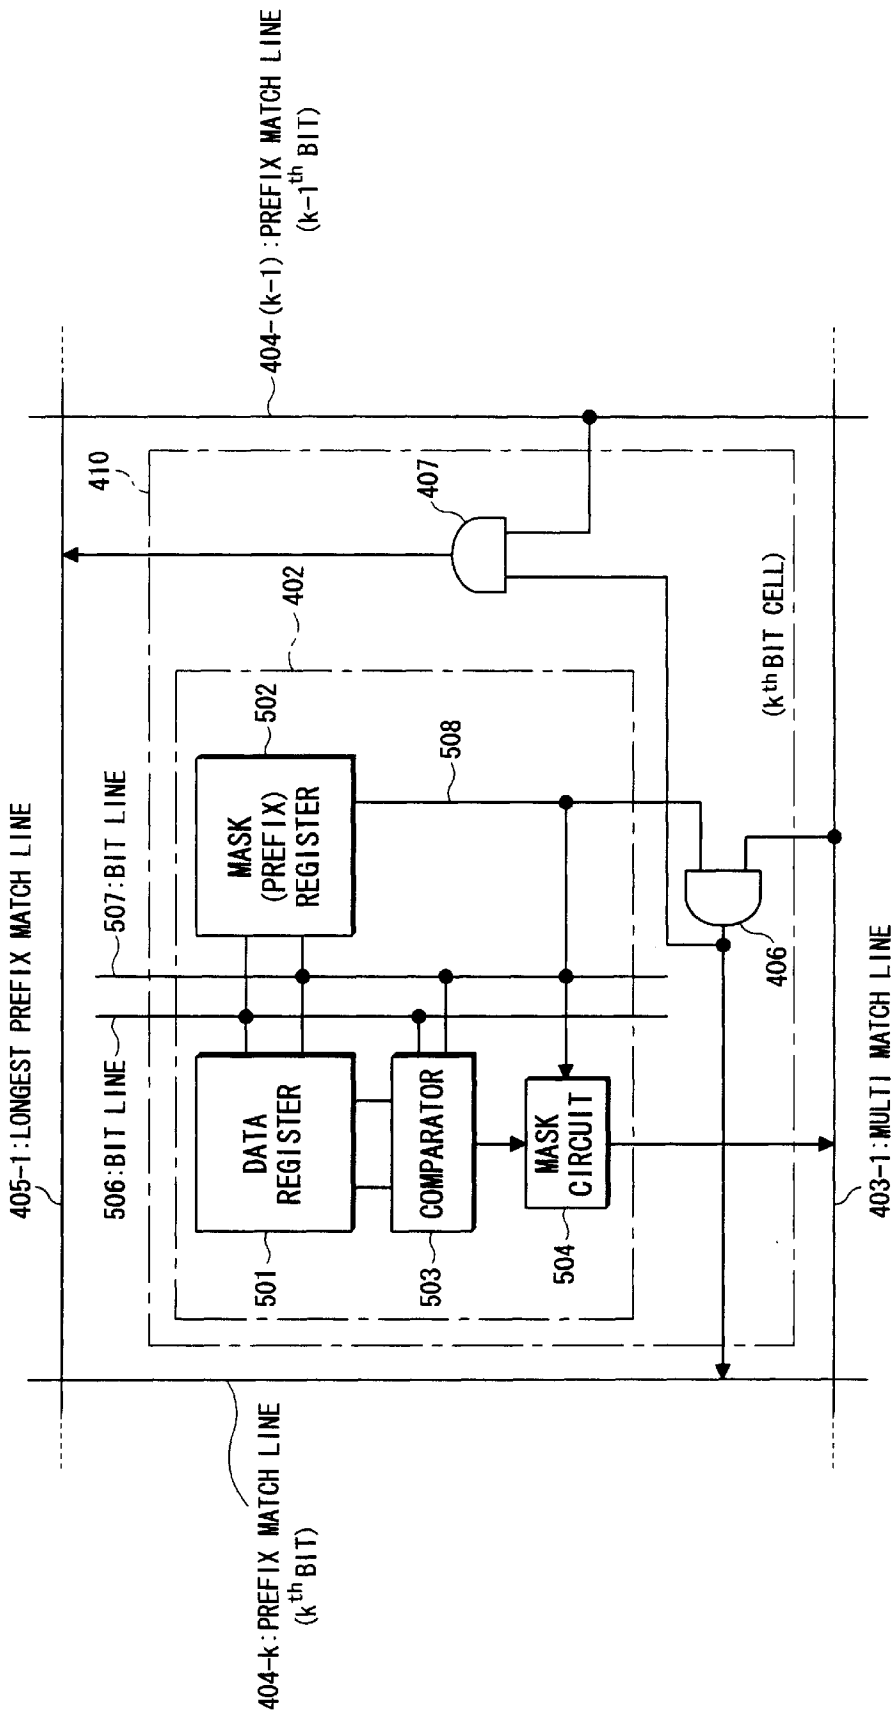 405-1:LONGEST PREFIX MATCH LINE
506:BIT LINE
507:BIT LINE
410
404-(k-1):PREFIX MATCH LINE
(k-1th BIT)
404-k:PREFIX MATCH LINE
(kth BIT)
402
407
501
DATA
REGISTER
502
MASK
(PREFIX)
REGISTER
503
COMPARATOR
508
504
MASK
CIRCUIT
406
(kth BIT CELL)
403-1:MULTI MATCH LINE